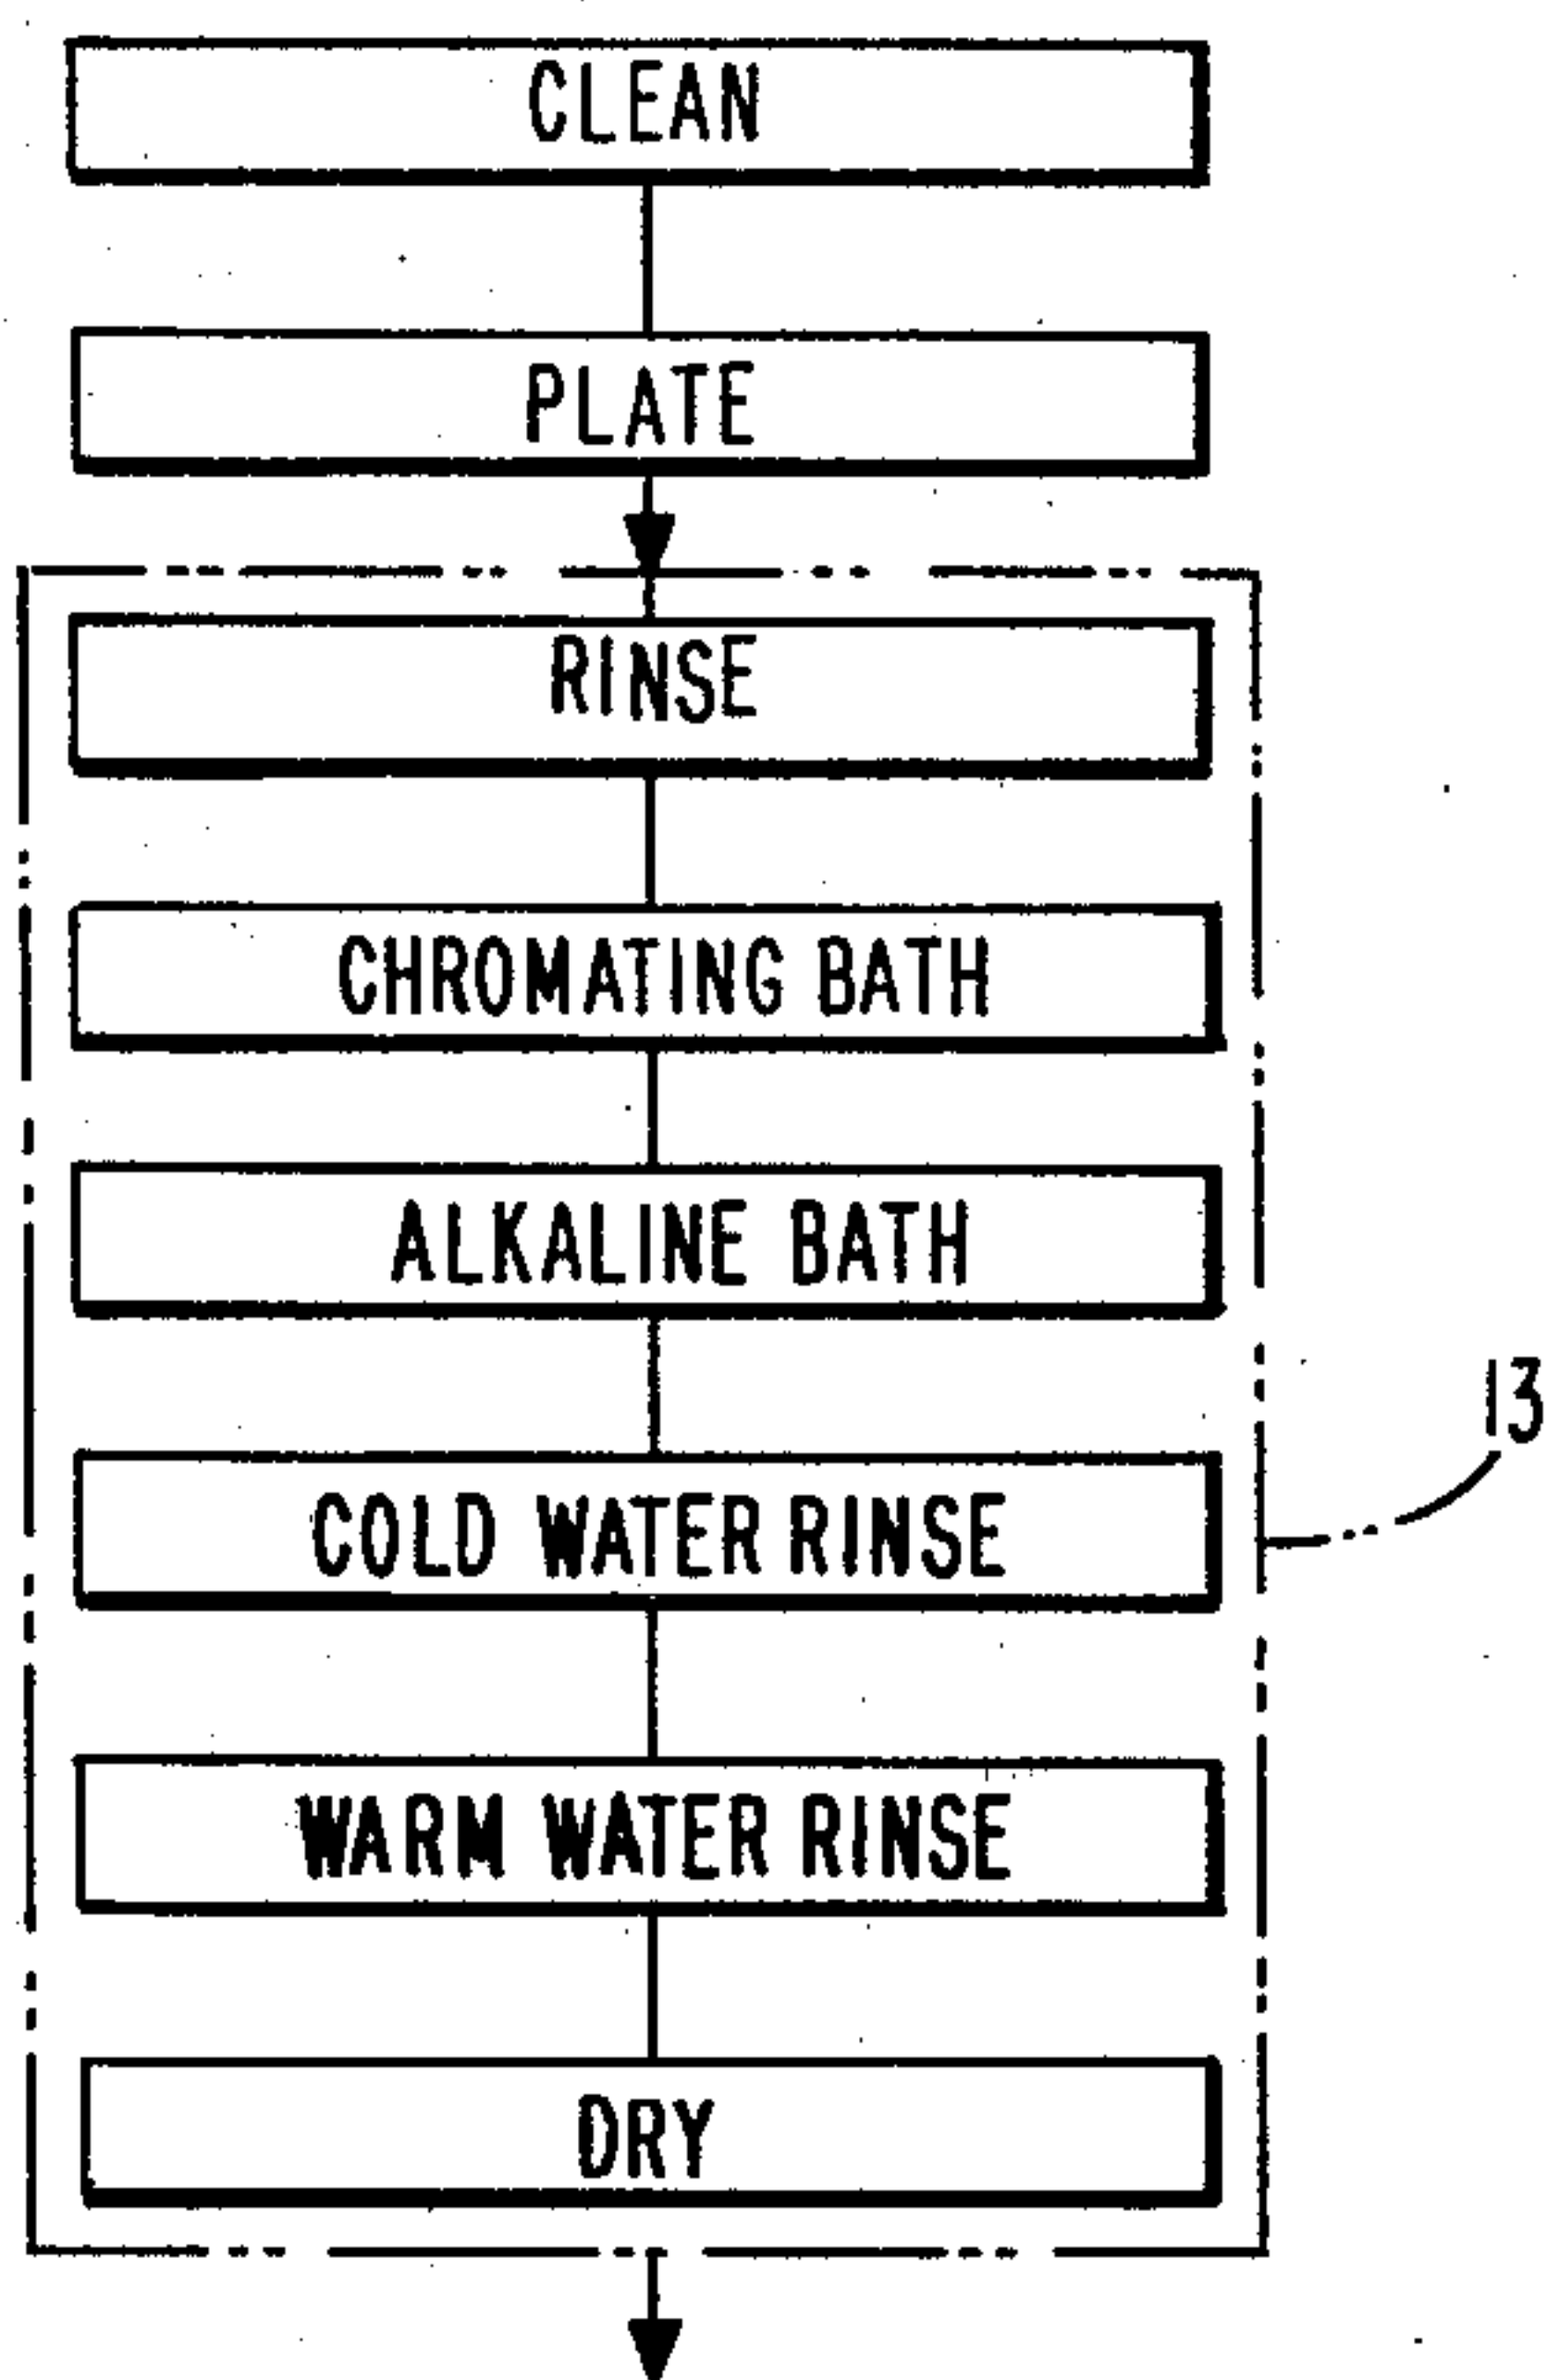 CLEAN
PLATE
RINSE
CHROMATING BATH
ALKALINE BATH
13
COLD WATER RINSE
WARM WATER RINSE
DRY